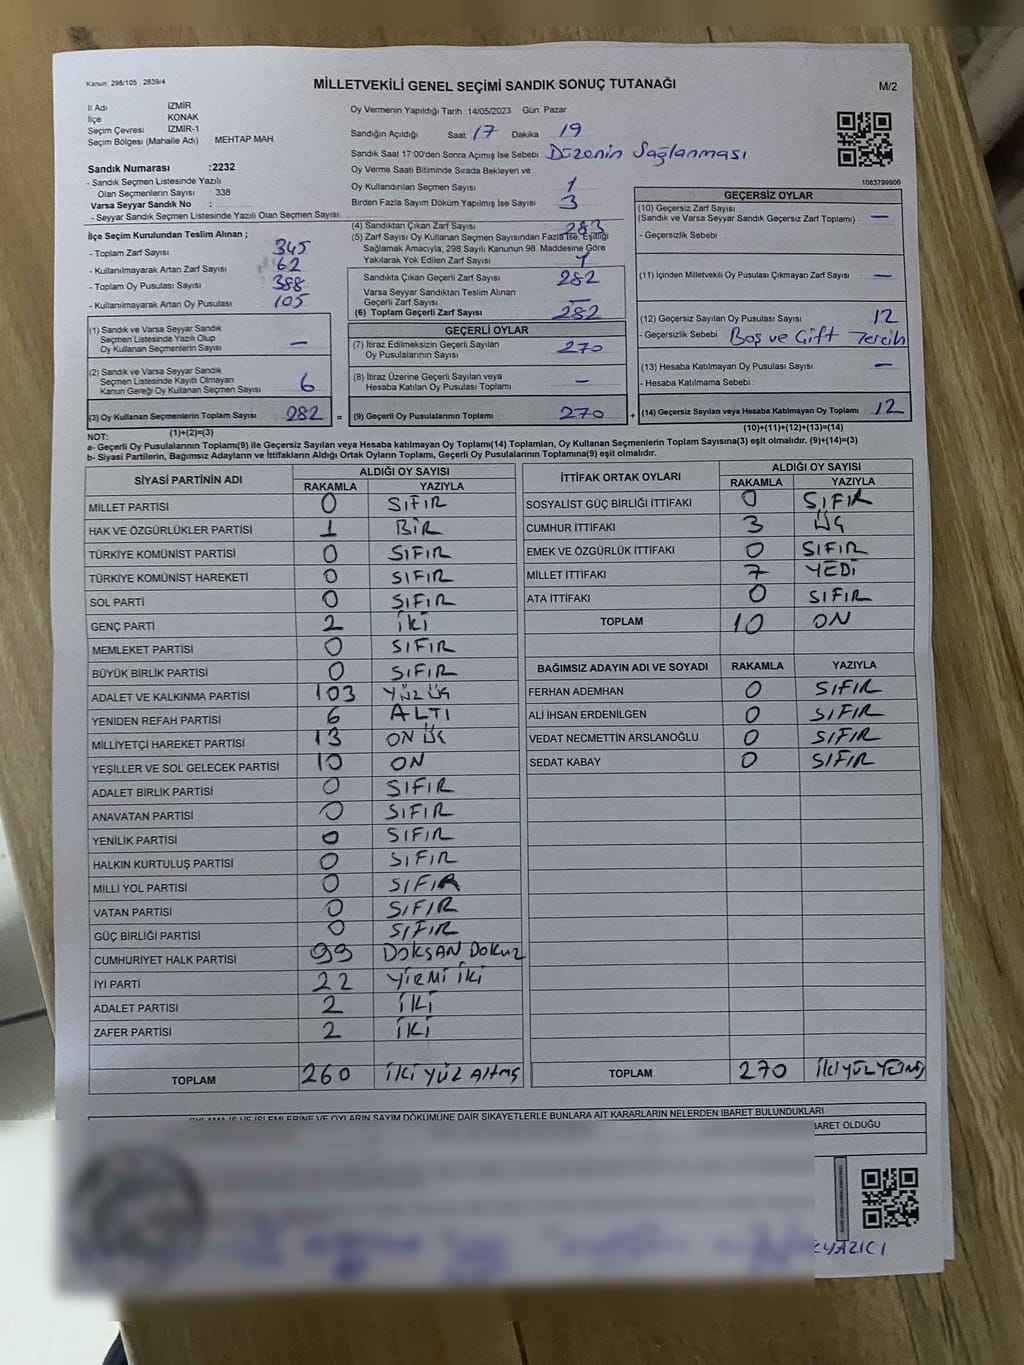 Kanun: 298/105 , 2839/4
MİLLETVEKİLİ GENEL SEÇİMİ SANDIK SONUÇ TUTANAĞI
M/2
İl Adı İZMİR
İlçe KONAK
Seçim Çevresi İZMİR-1
Seçim Bölgesi (Mahalle Adı) MEHTAP MAH.
Sandık Numarası :2232
- Sandık Seçmen Listesinde Yazılı
Olan Seçmenlerin Sayısı : 338
Varsa Seyyar Sandık No :
- Seyyar Sandık Seçmen Listesinde Yazılı Olan Seçmen Sayısı:
Oy Vermenin Yapıldığı Tarih :14/05/2023 Gün: Pazar
Sandığın Açıldığı Saat: 17 Dakika 19
Sandık Saat 17:00'den Sonra Açımış İse Sebebi Düzenin Sağlanması
Oy Verme Saati Bitiminde Sırada Bekleyen ve
Oy Kullandırılan Seçmen Sayısı 1
Birden Fazla Sayım Döküm Yapılmış İse Sayısı 3
1083799906
İlçe Seçim Kurulundan Teslim Alınan ;
- Toplam Zarf Sayısı 345
- Kullanılmayarak Artan Zarf Sayısı 62
- Toplam Oy Pusulası Sayısı 388
- Kullanılmayarak Artan Oy Pusulası 105
(4) Sandıktan Çıkan Zarf Sayısı 283
(5) Zarf Sayısı Oy Kullanan Seçmen Sayısından Fazla İse, Eşitliği
Sağlamak Amacıyla; 298 Sayılı Kanunun 98. Maddesine Göre
Yakılarak Yok Edilen Zarf Sayısı 1
Sandıkta Çıkan Geçerli Zarf Sayısı 282
Varsa Seyyar Sandıktan Teslim Alınan
Geçerli Zarf Sayısı —
(6) Toplam Geçerli Zarf Sayısı 282
GEÇERSİZ OYLAR
(10) Geçersiz Zarf Sayısı
(Sandık ve Varsa Seyyar Sandık Geçersiz Zarf Toplamı) —
- Geçersizlik Sebebi :
(11) İçinden Milletvekili Oy Pusulası Çıkmayan Zarf Sayısı —
(12) Geçersiz Sayılan Oy Pusulası Sayısı 12
- Geçersizlik Sebebi : Boş ve Çift Tercih
(13) Hesaba Katılmayan Oy Pusulası Sayısı —
- Hesaba Katılmama Sebebi :
(14) Geçersiz Sayılan veya Hesaba Katılmayan Oy Toplamı 12
(10)+(11)+(12)+(13)=(14)
(1) Sandık ve Varsa Seyyar Sandık
Seçmen Listesinde Yazılı Olup
Oy Kullanan Seçmenlerin Sayısı —
(2) Sandık ve Varsa Seyyar Sandık
Seçmen Listesinde Kayıtlı Olmayan
Kanun Gereği Oy Kullanan Seçmen Sayısı 6
(3) Oy Kullanan Seçmenlerin Toplam Sayısı 282 =
(1)+(2)=(3)
GEÇERLİ OYLAR
(7) İtiraz Edilmeksizin Geçerli Sayılan
Oy Pusulalarının Sayısı 270
(8) İtiraz Üzerine Geçerli Sayılan veya
Hesaba Katılan Oy Pusulası Toplamı —
(9) Geçerli Oy Pusulalarının Toplamı 270 +
NOT:
a- Geçerli Oy Pusulalarının Toplamı(9) ile Geçersiz Sayılan veya Hesaba katılmayan Oy Toplamı(14) Toplamları, Oy Kullanan Seçmenlerin Toplam Sayısına(3) eşit olmalıdır. (9)+(14)=(3)
b- Siyasi Partilerin, Bağımsız Adayların ve İttifakların Aldığı Ortak Oyların Toplamı, Geçerli Oy Pusulalarının Toplamına(9) eşit olmalıdır.
SİYASİ PARTİNİN ADI ALDIĞI OY SAYISI
RAKAMLA YAZIYLA
MİLLET PARTİSİ 0 SIFIR
HAK VE ÖZGÜRLÜKLER PARTİSİ 1 BİR
TÜRKİYE KOMÜNİST PARTİSİ 0 SIFIR
TÜRKİYE KOMÜNİST HAREKETİ 0 SIFIR
SOL PARTİ 0 SIFIR
GENÇ PARTİ 2 İKİ
MEMLEKET PARTİSİ 0 SIFIR
BÜYÜK BİRLİK PARTİSİ 0 SIFIR
ADALET VE KALKINMA PARTİSİ 103 YÜZ ÜÇ
YENİDEN REFAH PARTİSİ 6 ALTI
MİLLİYETÇİ HAREKET PARTİSİ 13 ON ÜÇ
YEŞİLLER VE SOL GELECEK PARTİSİ 10 ON
ADALET BİRLİK PARTİSİ 0 SIFIR
ANAVATAN PARTİSİ 0 SIFIR
YENİLİK PARTİSİ 0 SIFIR
HALKIN KURTULUŞ PARTİSİ 0 SIFIR
MİLLİ YOL PARTİSİ 0 SIFIR
VATAN PARTİSİ 0 SIFIR
GÜÇ BİRLİĞİ PARTİSİ 0 SIFIR
CUMHURİYET HALK PARTİSİ 99 DOKSAN DOKUZ
İYİ PARTİ 22 YİRMİ İKİ
ADALET PARTİSİ 2 İKİ
ZAFER PARTİSİ 2 İKİ
TOPLAM 260 İKİ YÜZ Altmış
İTTİFAK ORTAK OYLARI ALDIĞI OY SAYISI
RAKAMLA YAZIYLA
SOSYALİST GÜÇ BİRLİĞİ İTTİFAKI 0 SIFIR
CUMHUR İTTİFAKI 3 ÜÇ
EMEK VE ÖZGÜRLÜK İTTİFAKI 0 SIFIR
MİLLET İTTİFAKI 7 YEDİ
ATA İTTİFAKI 0 SIFIR
TOPLAM 10 ON
BAĞIMSIZ ADAYIN ADI VE SOYADI RAKAMLA YAZIYLA
FERHAN ADEMHAN 0 SIFIR
ALİ İHSAN ERDENİLGEN 0 SIFIR
VEDAT NECMETTİN ARSLANOĞLU 0 SIFIR
SEDAT KABAY 0 SIFIR
TOPLAM 270 İKİ YÜZ YETMİŞ
OYLAMA İŞ VE İŞLEMLERİNE VE OYLARIN SAYIM DÖKÜMÜNE DAİR ŞİKAYETLERLE BUNLARA AİT KARARLARIN NELERDEN İBARET BULUNDUKLARI
İBARET OLDUĞU
YAZICI